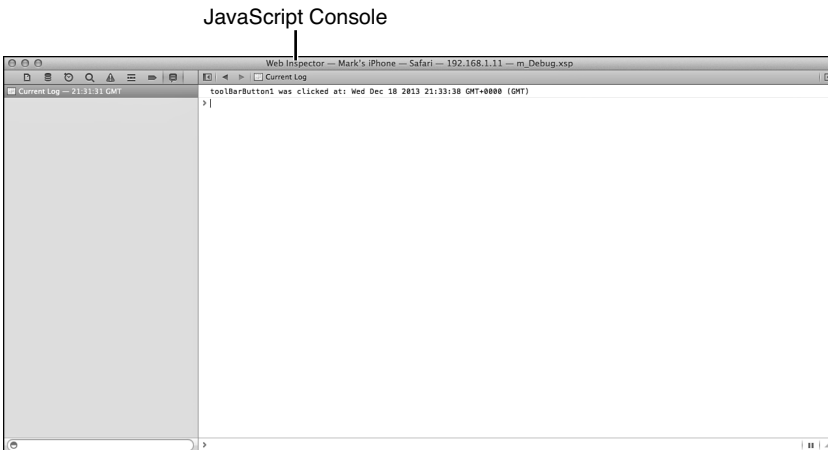 JavaScript Console
Web Inspector — Mark's iPhone — Safari — 192.168.1.11 — m_Debug.xsp
Current Log
Current Log — 21:31:31 GMT
toolBarButton1 was clicked at: Wed Dec 18 2013 21:33:38 GMT+0000 (GMT)
>
>